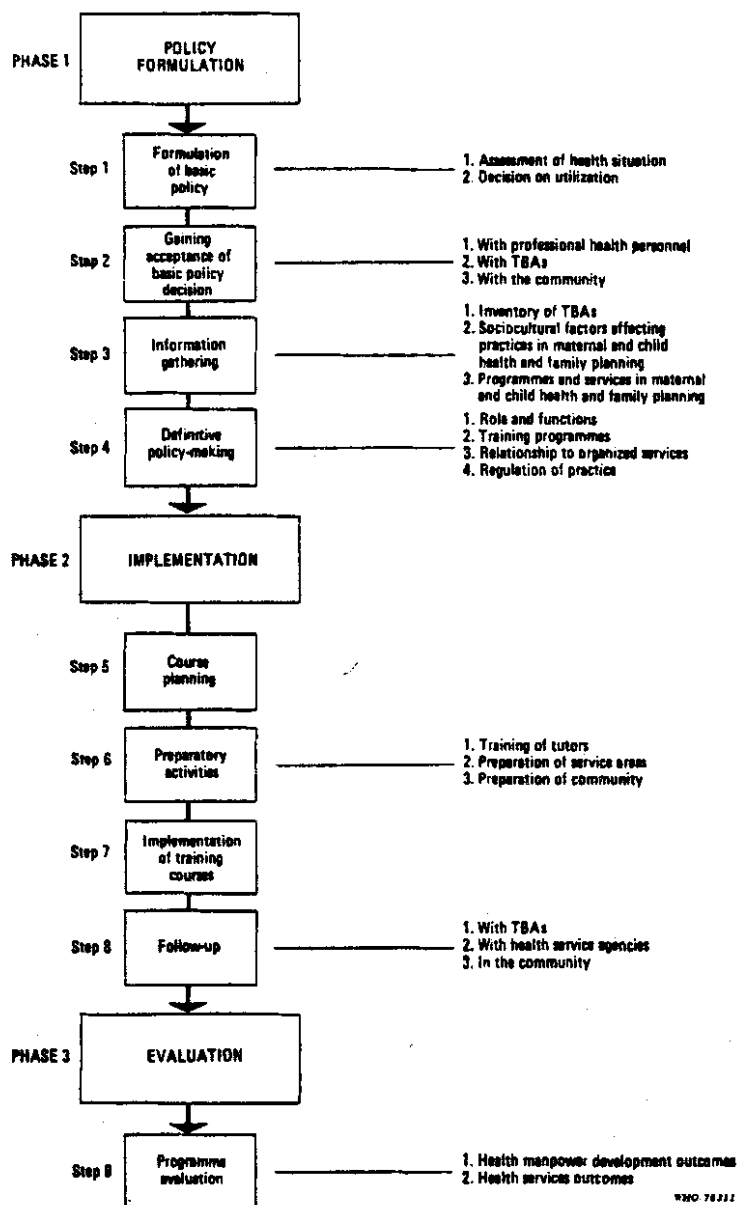 PHASE 1
POLICY
FORMULATION
Step 1
Formulation
of basic
policy
1. Assessment of health situation
2. Decision on utilization
Step 2
Gaining
acceptance of
basic policy
decision
1. With professional health personnel
2. With TBAs
3. With the community
Step 3
Information
gathering
1. Inventory of TBAs
2. Sociocultural factors affecting
practices in maternal and child
health and family planning
3. Programmes and services in maternal
and child health and family planning
Step 4
Definitive
policy-making
1. Role and functions
2. Training programmes
3. Relationship to organized services
4. Regulation of practice
PHASE 2
IMPLEMENTATION
Step 5
Course
planning
Step 6
Preparatory
activities
1. Training of tutors
2. Preparation of service areas
3. Preparation of community
Step 7
Implementation
of training
courses
Step 8
Follow-up
1. With TBAs
2. With health service agencies
3. In the community
PHASE 3
EVALUATION
Step 9
Programme
evaluation
1. Health manpower development outcomes
2. Health services outcomes
WHO